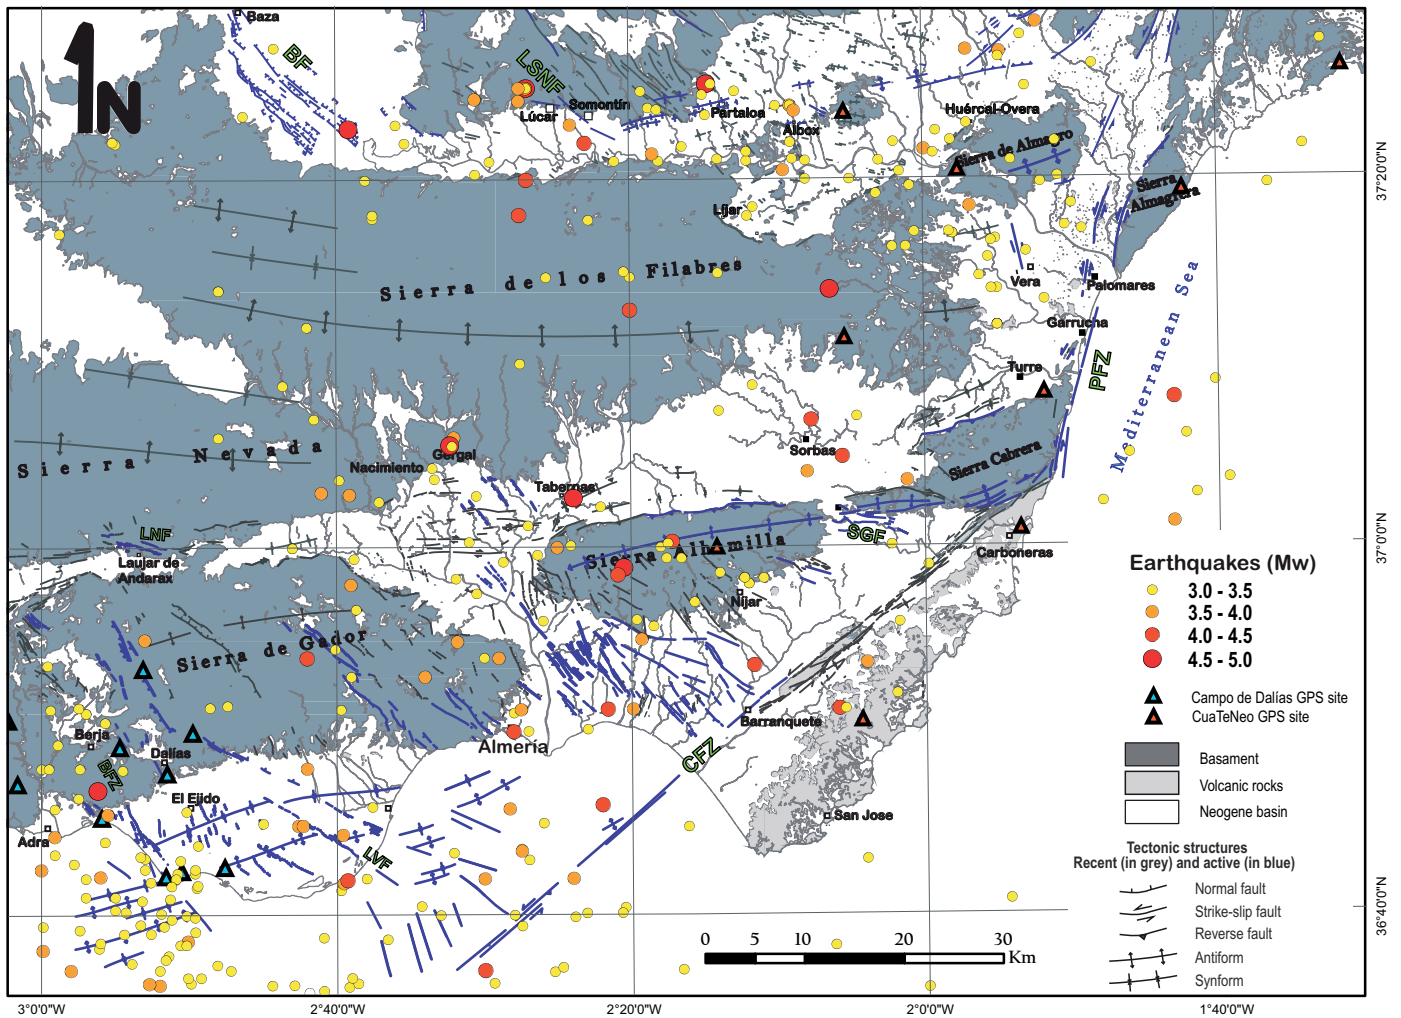 N
Baza
BF
LSNF
Somontín
Lúcar
Partaloa
Albox
Huércal-Overa
Sierra de Almagro
Sierra
Almagrera
37°20'0"N
Líjar
Sierra de los Filabres
Vera
Palomares
Garrucha
Turre
PFZ
Mediterranean Sea
Sierra Nevada
Nacimiento
Gergal
Sorbas
Sierra Cabrera
Tabernas
LNF
Laujar de
Andarax
SGF
Carboneras
37°0'0"N
Sierra Alhamilla
Níjar
Sierra de Gador
Barranquete
Almería
CFZ
Berja
Dalías
BFZ
El Ejido
Adra
LVF
San Jose
36°40'0"N
Earthquakes (Mw)
3.0 - 3.5
3.5 - 4.0
4.0 - 4.5
4.5 - 5.0
Campo de Dalías GPS site
CuaTeNeo GPS site
Basament
Volcanic rocks
Neogene basin
Tectonic structures
Recent (in grey) and active (in blue)
Normal fault
Strike-slip fault
Reverse fault
Antiform
Synform
0 5 10 20 30
Km
3°0'0"W 2°40'0"W 2°20'0"W 2°0'0"W 1°40'0"W